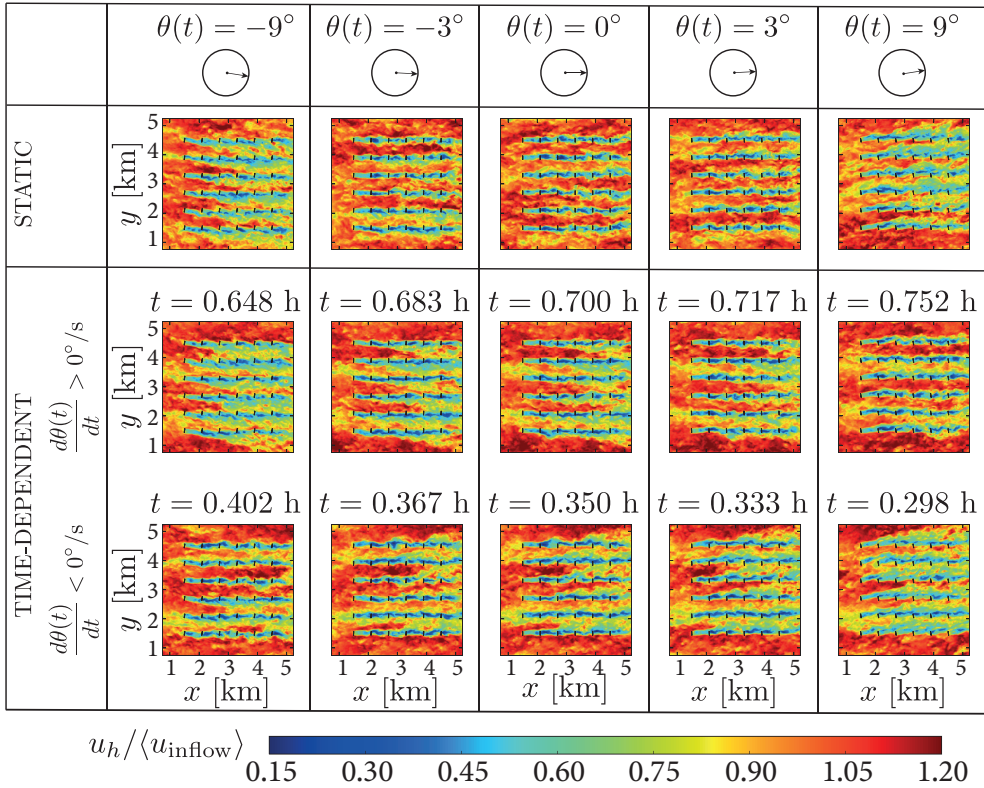 θ(t) = −9° θ(t) = −3° θ(t) = 0° θ(t) = 3° θ(t) = 9°
STATIC
y [km]
5
4
3
2
1
TIME-DEPENDENT
dθ(t)/dt > 0°/s
t = 0.648 h t = 0.683 h t = 0.700 h t = 0.717 h t = 0.752 h
y [km]
5
4
3
2
1
dθ(t)/dt < 0°/s
t = 0.402 h t = 0.367 h t = 0.350 h t = 0.333 h t = 0.298 h
y [km]
5
4
3
2
1
1 2 3 4 5 1 2 3 4 5 1 2 3 4 5 1 2 3 4 5 1 2 3 4 5
x [km] x [km] x [km] x [km] x [km]
u_h/⟨u_inflow⟩
0.15 0.30 0.45 0.60 0.75 0.90 1.05 1.20